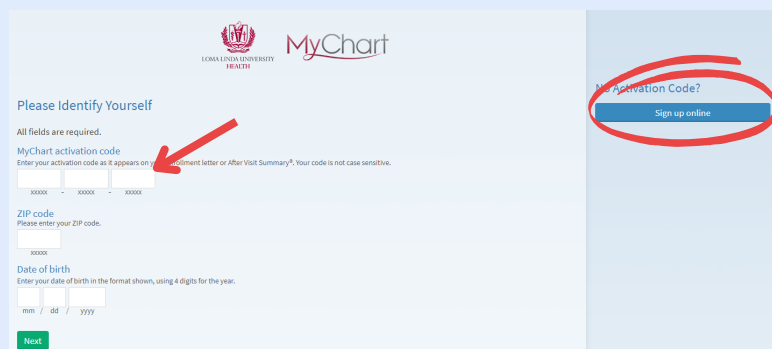 LOMA LINDA UNIVERSITY
HEALTH
MyChart
Please Identify Yourself
All fields are required.
MyChart activation code
Enter your activation code as it appears on enrollment letter or After Visit Summary®. Your code is not case sensitive.
xxxxx - xxxxx - xxxxx
ZIP code
Please enter your ZIP code.
xxxxx
Date of birth
Enter your date of birth in the format shown, using 4 digits for the year.
mm / dd / yyyy
Next
No Activation Code?
Sign up online